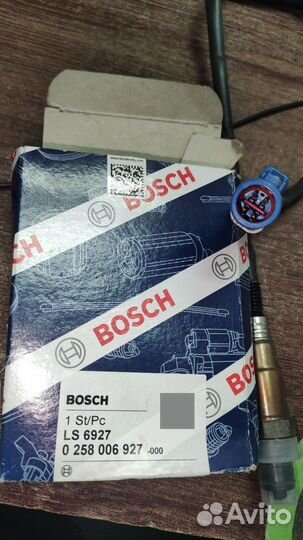 BOSCH
BOSCH
BOSCH
BOSCH
1 St/Pc
LS 6927
0 258 006 927 -000
Avito